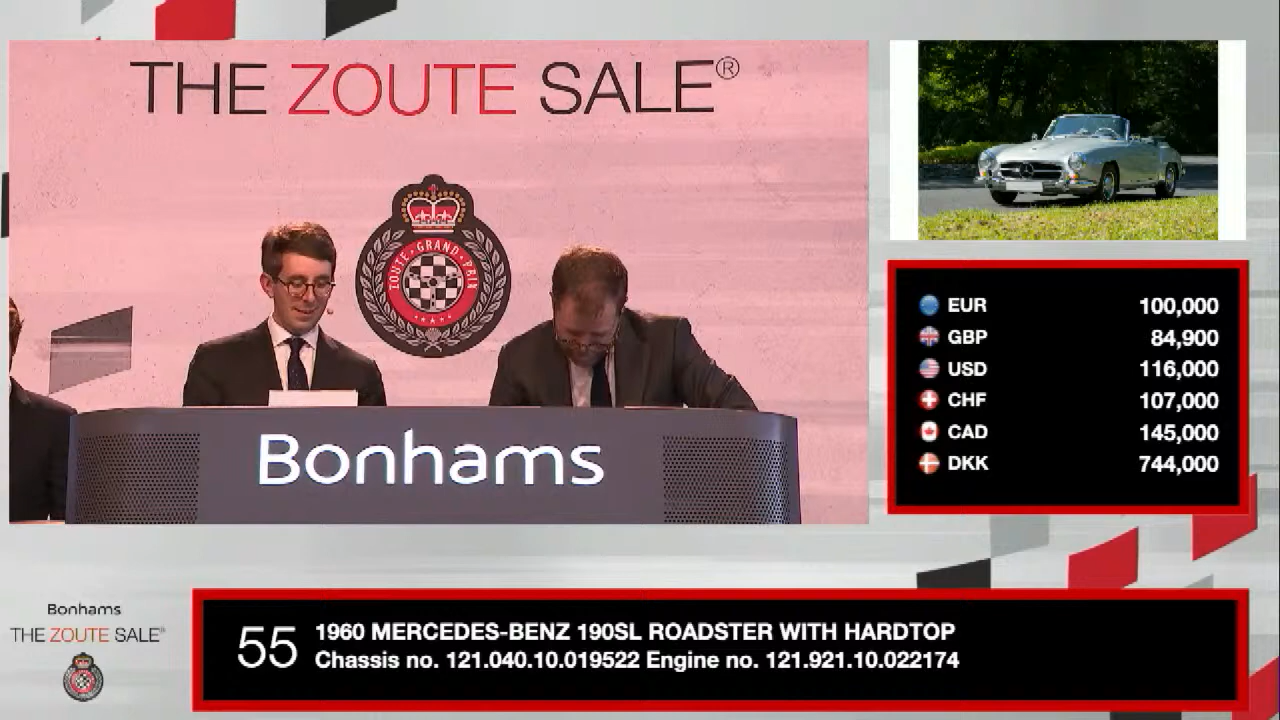 THE ZOUTE SALE®
ZOUTE • GRAND • PRIX
Bonhams
EUR 100,000
GBP 84,900
USD 116,000
CHF 107,000
CAD 145,000
DKK 744,000
Bonhams
THE ZOUTE SALE®
55
1960 MERCEDES-BENZ 190SL ROADSTER WITH HARDTOP
Chassis no. 121.040.10.019522 Engine no. 121.921.10.022174